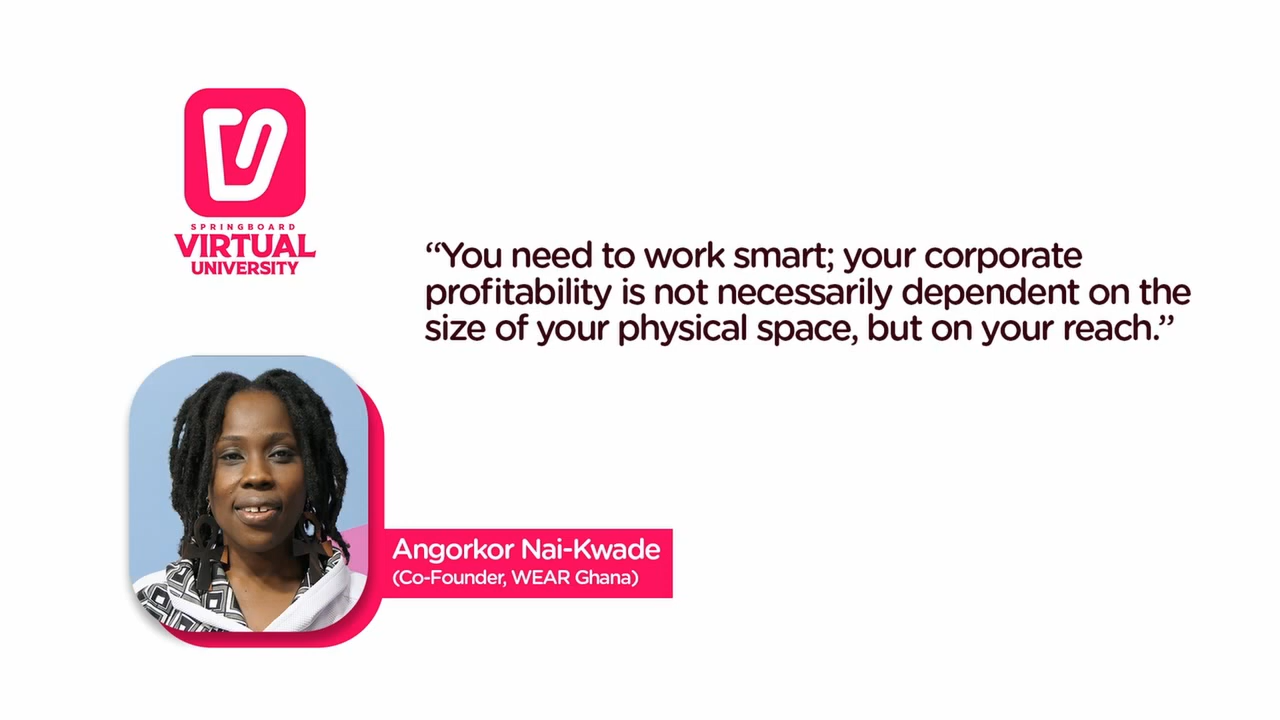 SPRINGBOARD
VIRTUAL
UNIVERSITY
“You need to work smart; your corporate
profitability is not necessarily dependent on the
size of your physical space, but on your reach.”
Angorkor Nai-Kwade
(Co-Founder, WEAR Ghana)